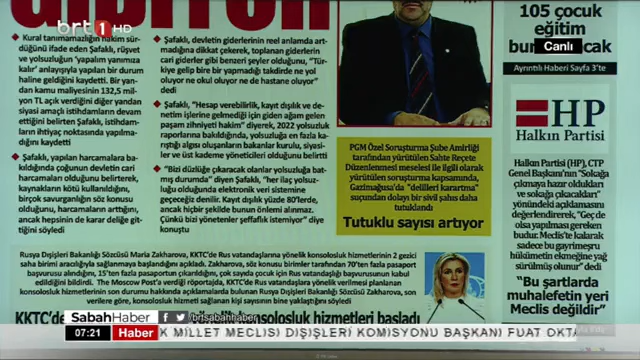 brt 1 HD
• Kural tanımamazlığın hakim sür-
düğünü ifade eden Şafaklı, rüşvet
ve yolsuzluğun 'yapılım yanımıza
kalır' anlayışıyla yapılan bir durum
haline geldiğini kaydetti. Bir yan-
dan kamu maliyesinin 132,5 milyon
TL açık verdiğini diğer yandan
siyasi amaçlı istihdamların devam
ettiğini belirten Şafaklı, istihdam-
ların ihtiyaç noktasında yapılma-
dığını kaydetti.
• Şafaklı, yapılan harcamalara ba-
kıldığında çoğunun devletin cari
harcamaları olduğunu belirterek,
kaynakların kötü kullanıldığını,
birçok savurganlığın söz konusu
olduğunu, harcamaların arttığını,
ancak hepsinin de karar deliğe git-
tiğini söyledi
• Şafaklı, devletin giderlerinin reel anlamda art-
madığına dikkat çekerek, toplanan giderlerin
cari giderler gibi benzeri şeyler olduğunu, "Tür-
kiye gelip bire bir yapmadığı takdirde ne yol
oluyor ne okul oluyor ne de hastane oluyor"
dedi
• Şafaklı, "Hesap verebilirlik, kayıt dışılık ve de-
netim işlerine gelmediği için giden ağam gelen
paşam zihniyeti hakim" diyerek, 2022 yolsuzluk
raporlarına bakıldığında, yolsuzluğa en fazla ka-
rıştığı algısı oluşanların bakanlar kurulu, siyasi-
ler ve üst kademe yöneticileri olduğunu belirtti
• "Bizi düdlüğe çıkaracak olanlar yolsuzluğu bat-
mış durumda" diyen Şafaklı, "her ilaç yolsuzlu-
ğu olduğunda elektronik veri sistemine
geçeceğiz denilir. Kayıt dışılık yüzde 80'lerde,
ancak hiçbir şekilde bunun önlemi alınmaz.
Çünkü bizi yönetenler şeffaflık istemiyor" diye
konuştu
PGM Özel Soruşturma Şube Amirliği
tarafından yürütülen Sahte Reçete
Düzenlenmesi meselesi ile ilgili olarak
yürütülen soruşturma kapsamında,
Gazimağusa'da "delilleri karartma"
suçundan dolayı bir sivil şahıs daha
tutuklandı
Tutuklu sayısı artıyor
105 çocuk
eğitim
Canlı
Ayrıntılı Haberi Sayfa 3'te
HP
Halkın Partisi
Halkın Partisi (HP), CTP
Genel Başkanı'nın "Sokağa
çıkmaya hazır oldukları
ve sokağa çıkacakları"
yönündeki açıklamasını
değerlendirerek, "Geç de
olsa yapılması gereken
budur. Meclis'te kalarak
sadece bu gayrimeşru
hükümetin ekmeğine yağ
sürülmüş olunur" dedi
"Bu şartlarda
muhalefetin yeri
Meclis değildir"
Rusya Dışişleri Bakanlığı Sözcüsü Maria Zakharova, KKTC'de Rus vatandaşlarına yönelik konsolosluk hizmetlerinin 2 gezici
saha birimi aracılığıyla sağlanmaya başlandığını açıkladı. Zakharova, söz konusu birimler tarafından 70'ten fazla pasaport
başvurusu alındığını, 15'ten fazla pasaportun çıkarıldığını, çok sayıda çocuk için Rus vatandaşlığı başvurusunun kabul
edildiğini bildirdi. The Moscow Post'a verdiği röportajda, KKTC'de Rus vatandaşlarına yönelik verilmesi planlanan
konsolosluk hizmetlerinin son durumu hakkında açıklamalarda bulunan Rusya Dışişleri Bakanlığı Sözcüsü Zakharova, son
verilere göre, konsolosluk hizmeti sağlanan kişi sayısının bine yaklaştığını söyledi
KKTC'de konsolosluk hizmetleri başladı
SabahHaber /brtsabahhaber
07:21 Haber K MİLLET MECLİSİ DIŞİŞLERİ KOMİSYONU BAŞKANI FUAT OKTA